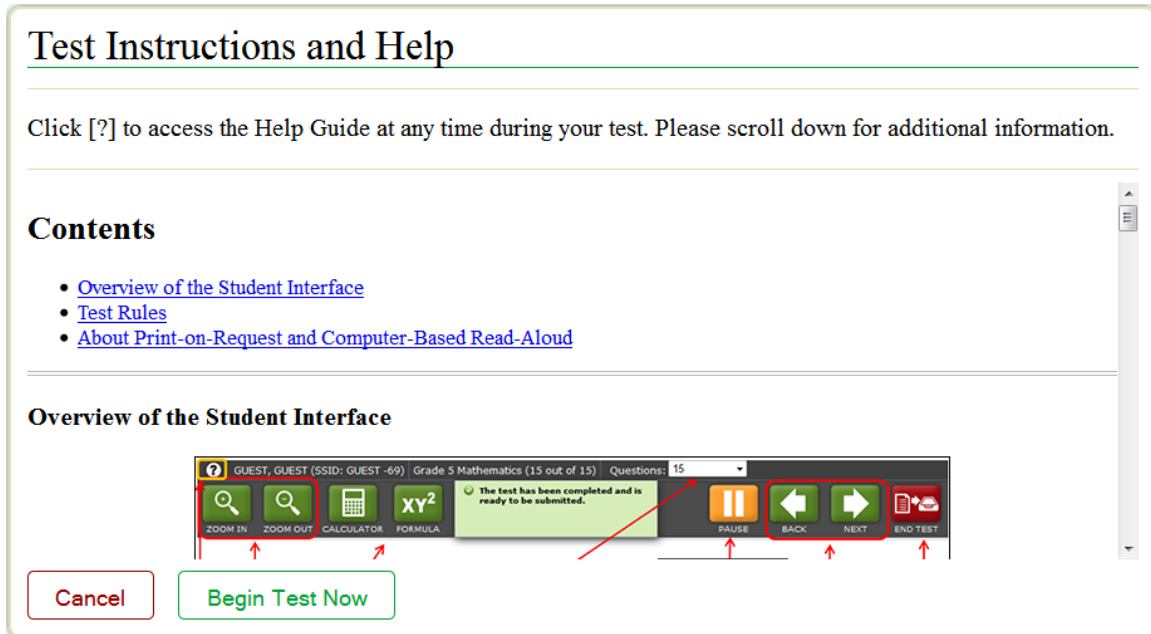 Test Instructions and Help
Click [?] to access the Help Guide at any time during your test. Please scroll down for additional information.
Contents
• Overview of the Student Interface
• Test Rules
• About Print-on-Request and Computer-Based Read-Aloud
Overview of the Student Interface
? GUEST, GUEST (SSID: GUEST -69) Grade 5 Mathematics (15 out of 15) Questions: 15
XY²
The test has been completed and is
ready to be submitted.
ZOOM IN ZOOM OUT CALCULATOR FORMULA PAUSE BACK NEXT END TEST
Cancel Begin Test Now